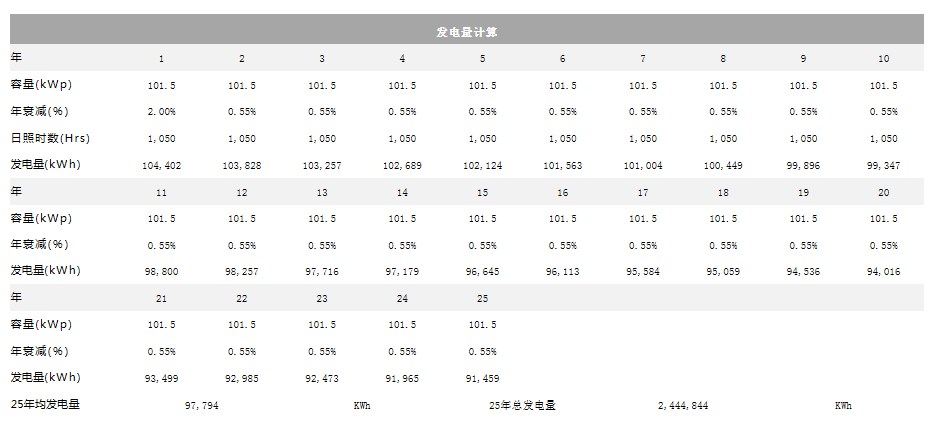 发电量计算
年 1 2 3 4 5 6 7 8 9 10
容量(kWp) 101.5 101.5 101.5 101.5 101.5 101.5 101.5 101.5 101.5 101.5
年衰减(%) 2.00% 0.55% 0.55% 0.55% 0.55% 0.55% 0.55% 0.55% 0.55% 0.55%
日照时数(Hrs) 1,050 1,050 1,050 1,050 1,050 1,050 1,050 1,050 1,050 1,050
发电量(kWh) 104,402 103,828 103,257 102,689 102,124 101,563 101,004 100,449 99,896 99,347
年 11 12 13 14 15 16 17 18 19 20
容量(kWp) 101.5 101.5 101.5 101.5 101.5 101.5 101.5 101.5 101.5 101.5
年衰减(%) 0.55% 0.55% 0.55% 0.55% 0.55% 0.55% 0.55% 0.55% 0.55% 0.55%
发电量(kWh) 98,800 98,257 97,716 97,179 96,645 96,113 95,584 95,059 94,536 94,016
年 21 22 23 24 25
容量(kWp) 101.5 101.5 101.5 101.5 101.5
年衰减(%) 0.55% 0.55% 0.55% 0.55% 0.55%
发电量(kWh) 93,499 92,985 92,473 91,965 91,459
25年均发电量 97,794 KWh 25年总发电量 2,444,844 KWh